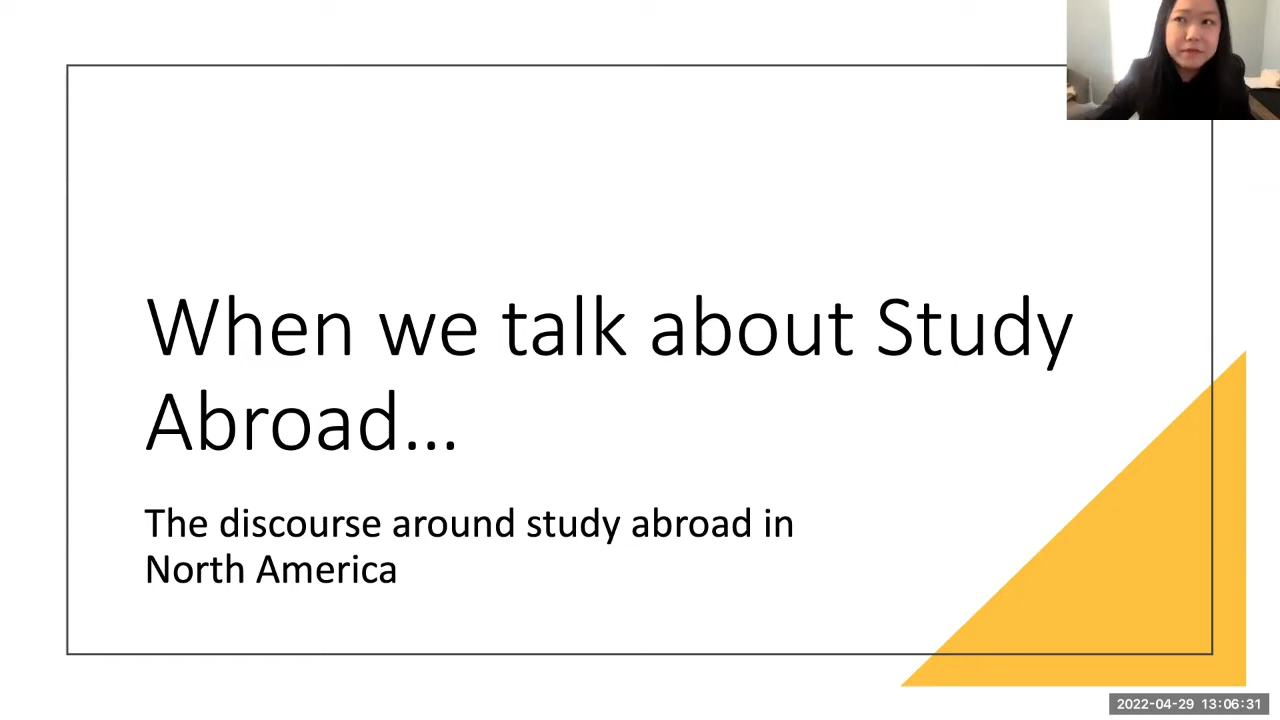 When we talk about Study
Abroad...
The discourse around study abroad in
North America
2022-04-29 13:06:31